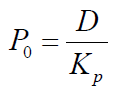 P₀ = D / Kₚ